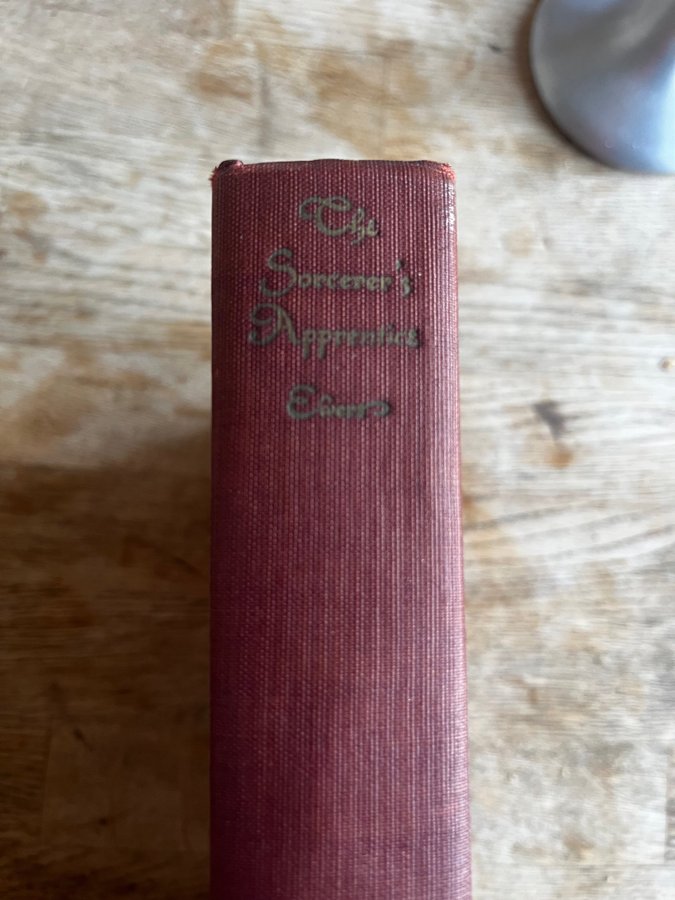 The
Sorcerer's
Apprentice
Ewers